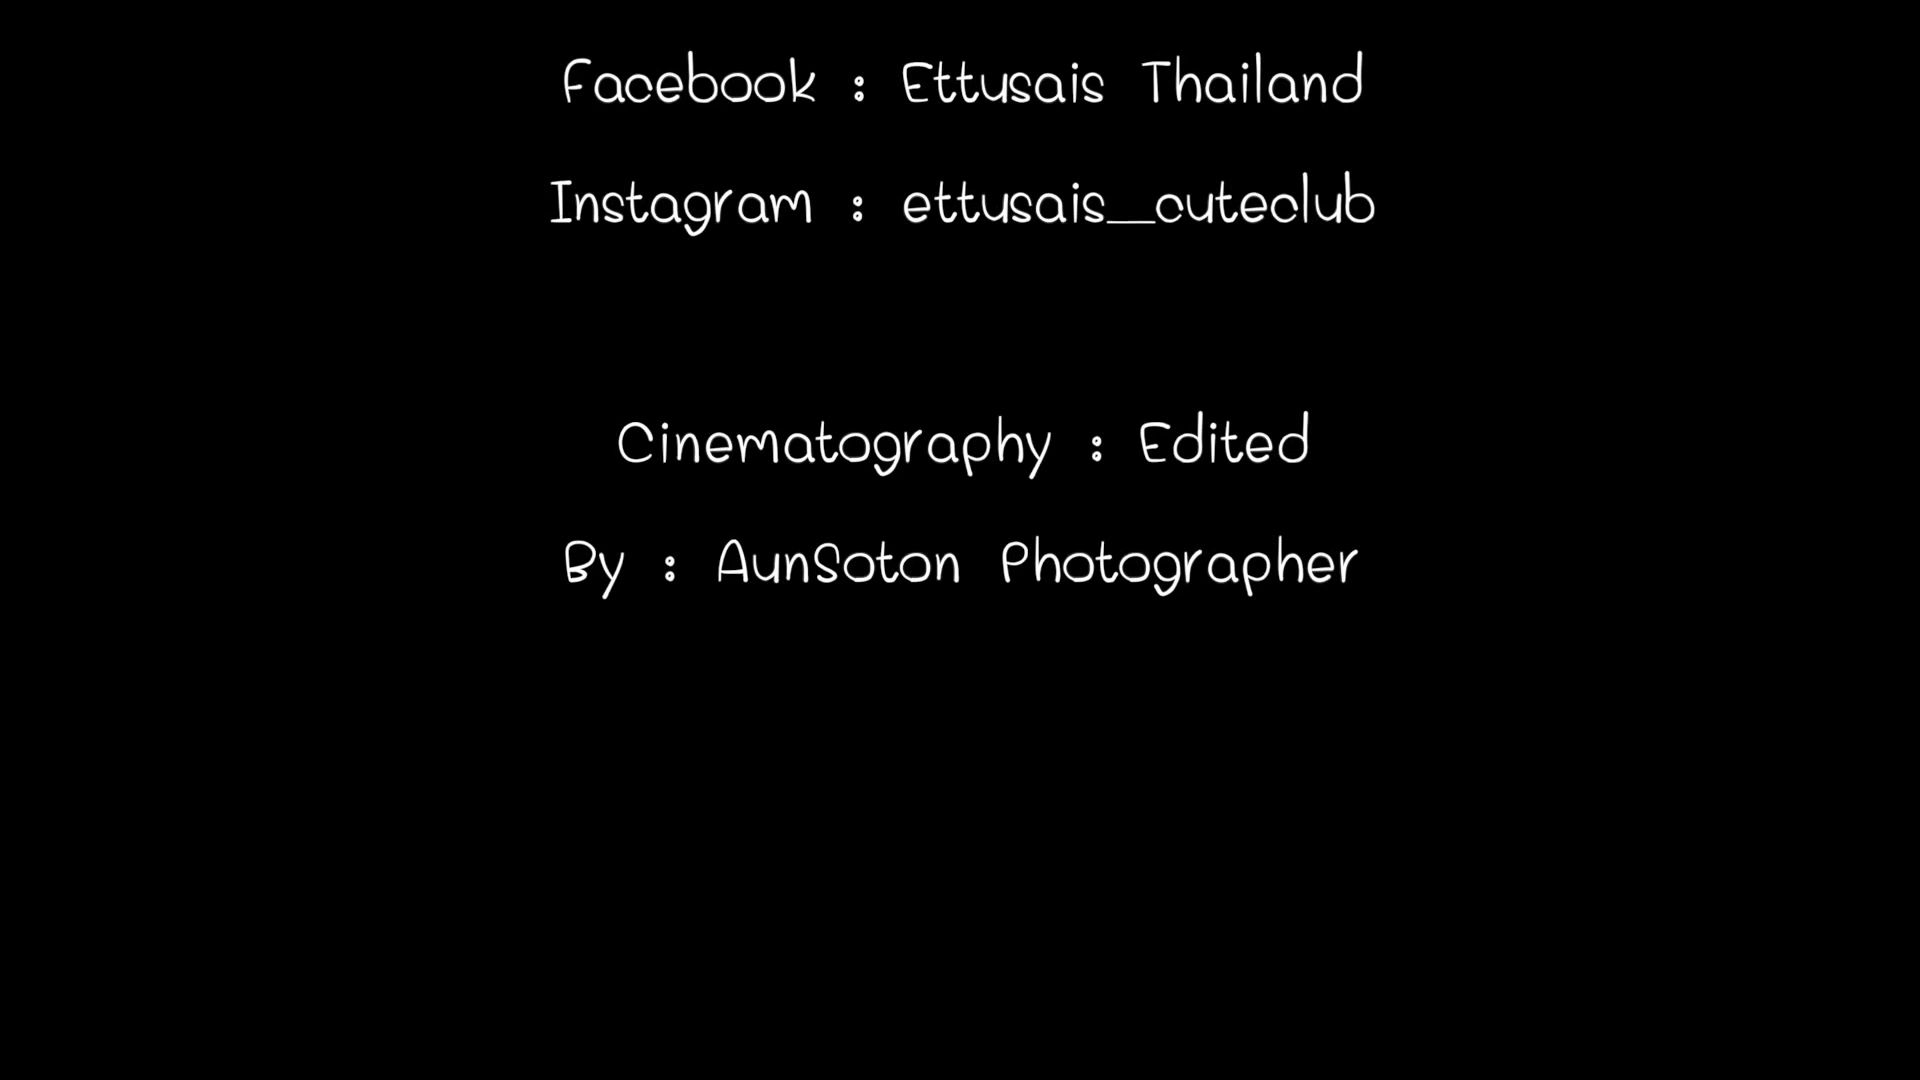 Facebook : Ettusais Thailand
Instagram : ettusais_cuteclub
Cinematography : Edited
By : AunSoton Photographer